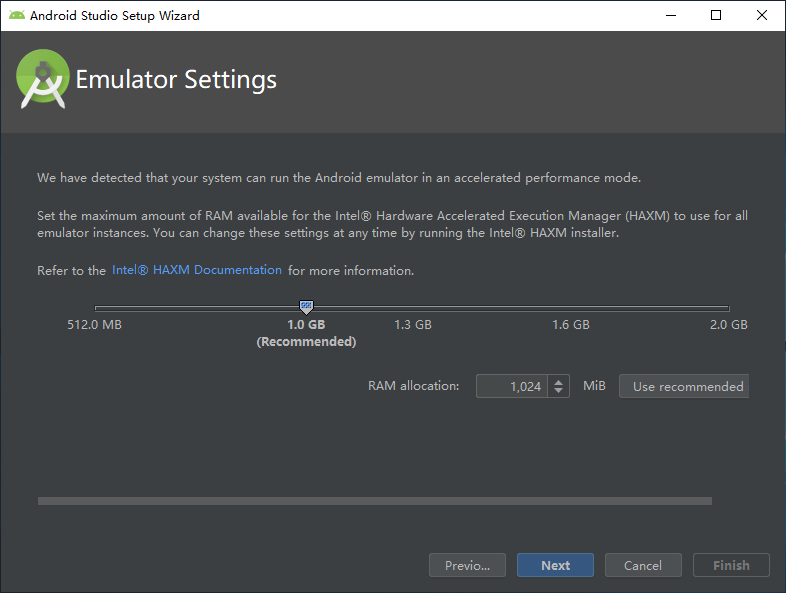 Android Studio Setup Wizard
Emulator Settings
We have detected that your system can run the Android emulator in an accelerated performance mode.
Set the maximum amount of RAM available for the Intel® Hardware Accelerated Execution Manager (HAXM) to use for all
emulator instances. You can change these settings at any time by running the Intel® HAXM installer.
Refer to the Intel® HAXM Documentation for more information.
512.0 MB 1.0 GB 1.3 GB 1.6 GB 2.0 GB
(Recommended)
RAM allocation: 1,024 MiB Use recommended
Previo... Next Cancel Finish